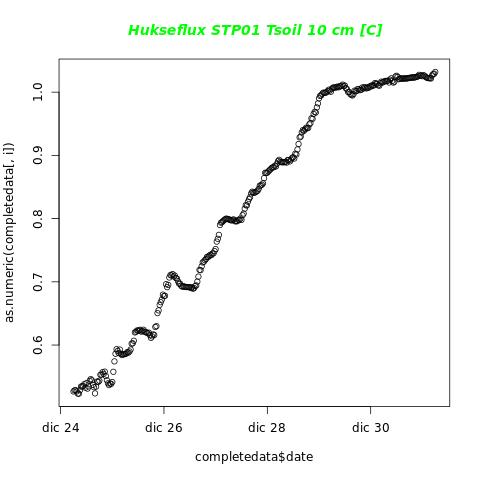 Hukseflux STP01 Tsoil 10 cm [C]
as.numeric(completedata[, i])
1.0
0.9
0.8
0.7
0.6
dic 24 dic 26 dic 28 dic 30
completedata$date